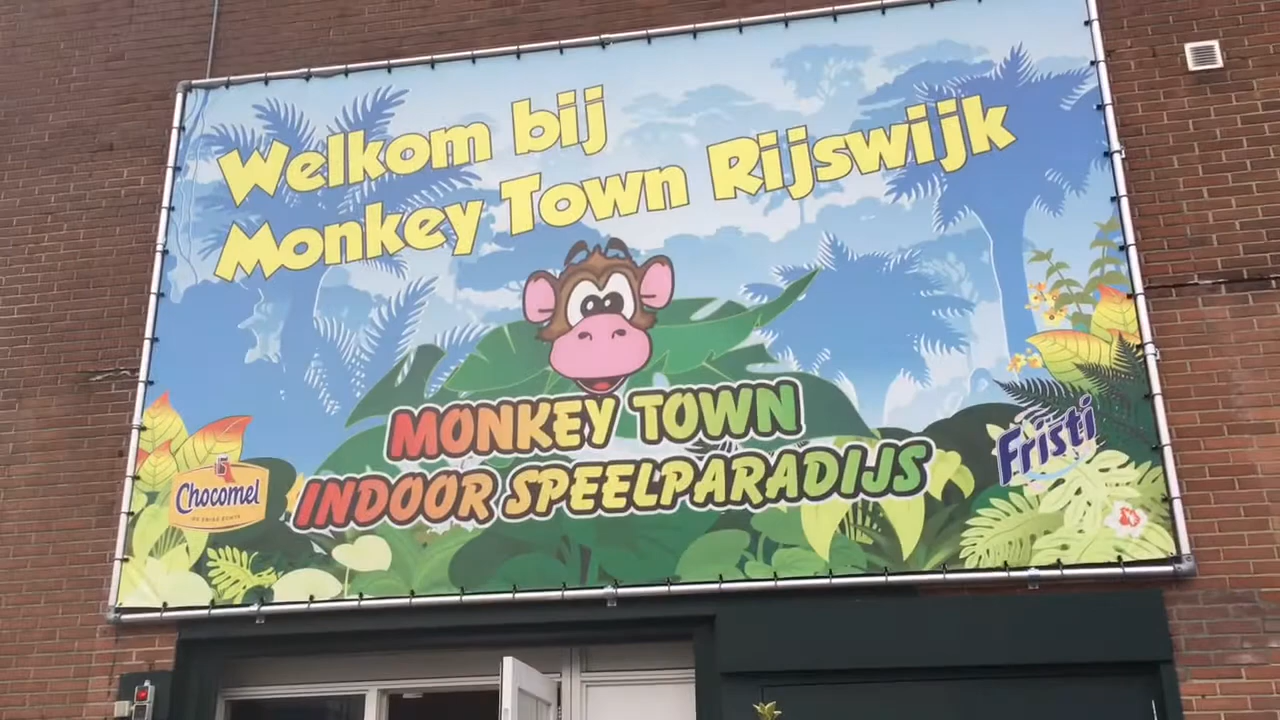 Welkom bij
Monkey Town Rijswijk
MONKEY TOWN
INDOOR SPEELPARADIJS
Chocomel
Fristi